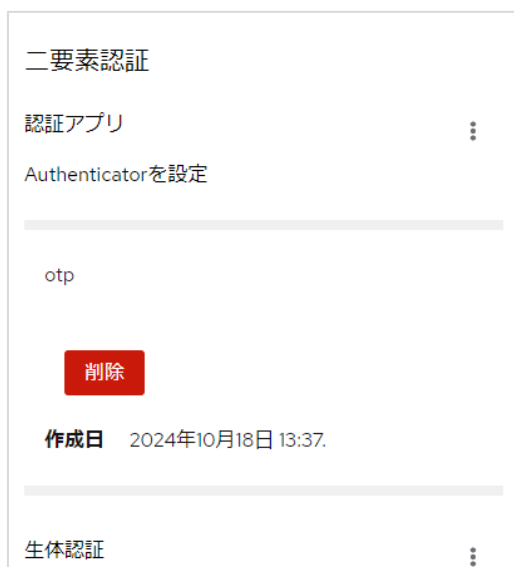 二要素認証
認証アプリ
Authenticatorを設定
otp
削除
作成日 2024年10月18日 13:37.
生体認証